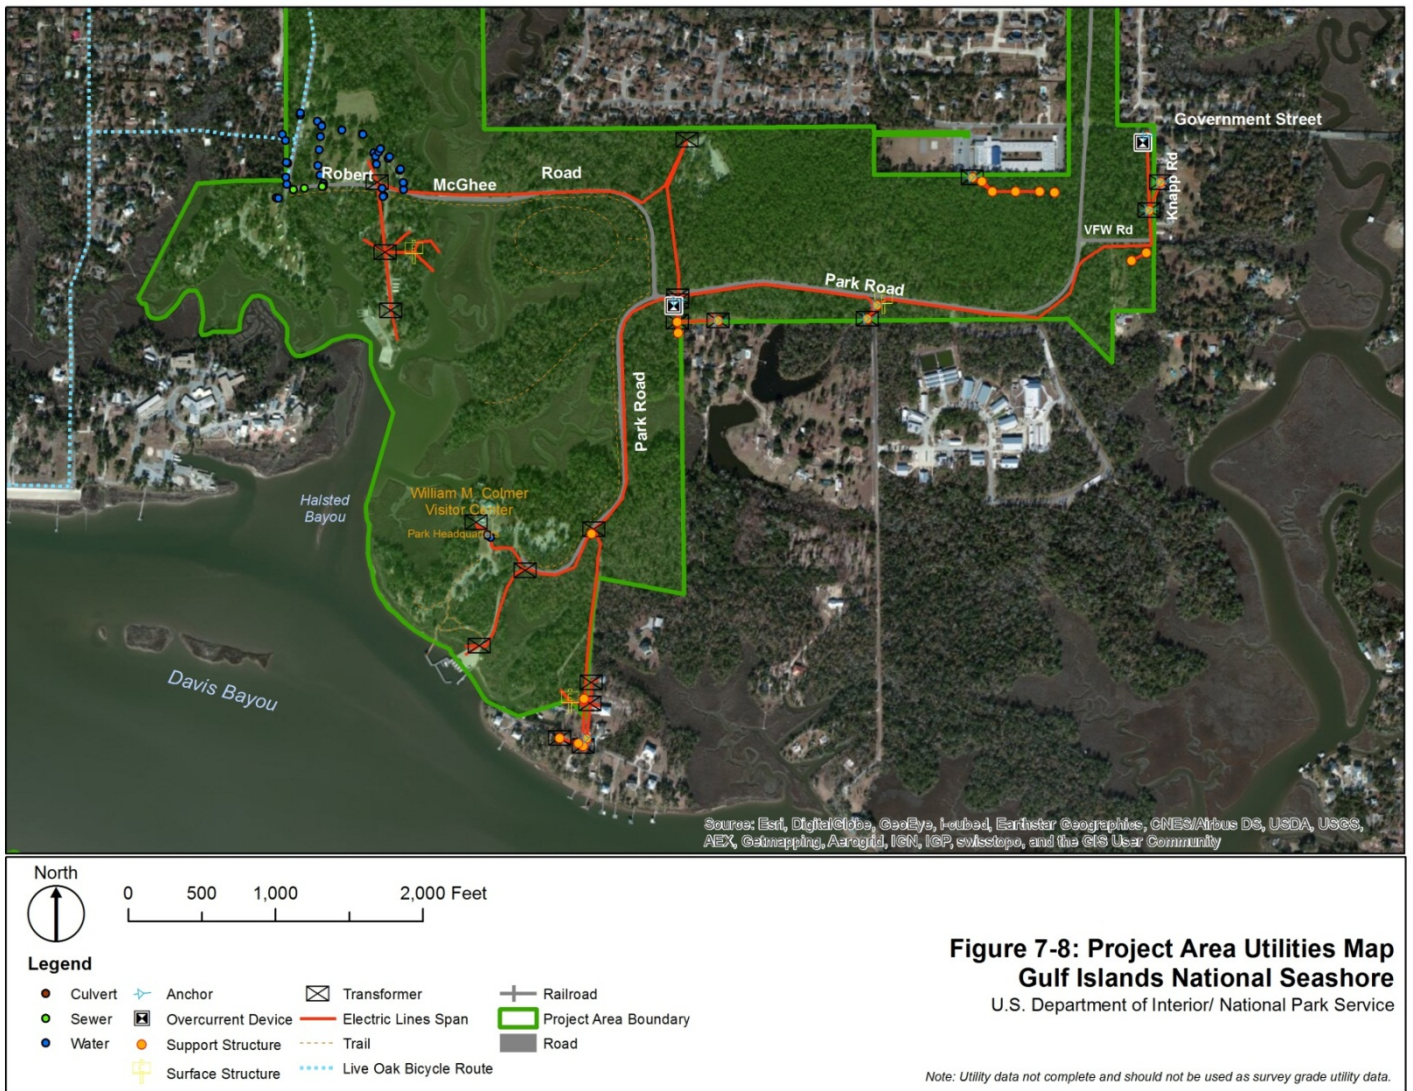 Government Street
Robert
McGhee
Road
Knapp Rd
VFW Rd
Park Road
Park Road
William M. Colmer
Visitor Center
Park Headquarters
Halsted
Bayou
Davis Bayou
Source: Esri, DigitalGlobe, GeoEye, i-cubed, Earthstar Geographics, CNES/Airbus DS, USDA, USGS,
AEX, Getmapping, Aerogrid, IGN, IGP, swisstopo, and the GIS User Community
North
0 500 1,000 2,000 Feet
Legend
Culvert
Sewer
Water
Anchor
Overcurrent Device
Support Structure
Surface Structure
Transformer
Electric Lines Span
Trail
Live Oak Bicycle Route
Railroad
Project Area Boundary
Road
Figure 7-8: Project Area Utilities Map
Gulf Islands National Seashore
U.S. Department of Interior/ National Park Service
Note: Utility data not complete and should not be used as survey grade utility data.